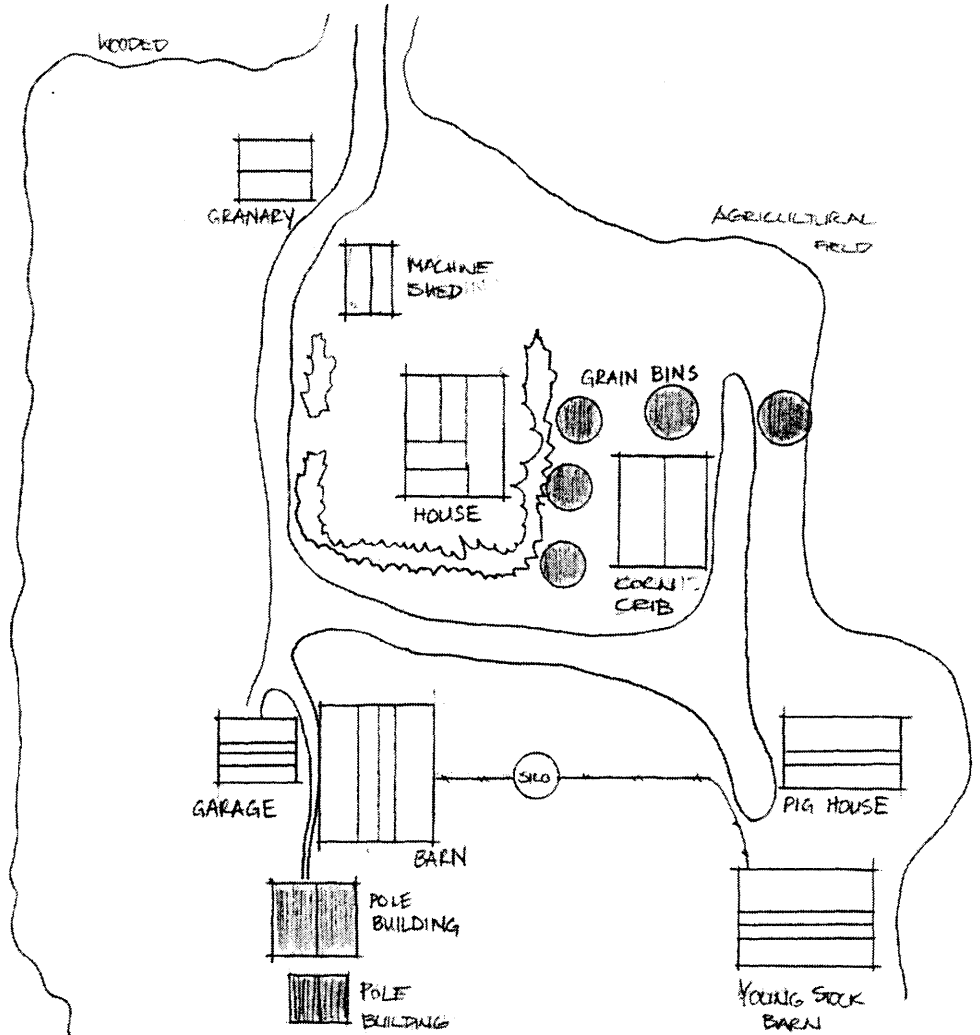 WOODED
GRANARY
AGRICULTURAL
FIELD
MACHINE
SHED
GRAIN BINS
HOUSE
CORN
CRIB
SILO
GARAGE
PIG HOUSE
BARN
POLE
BUILDING
YOUNG STOCK
BARN
POLE
BUILDING